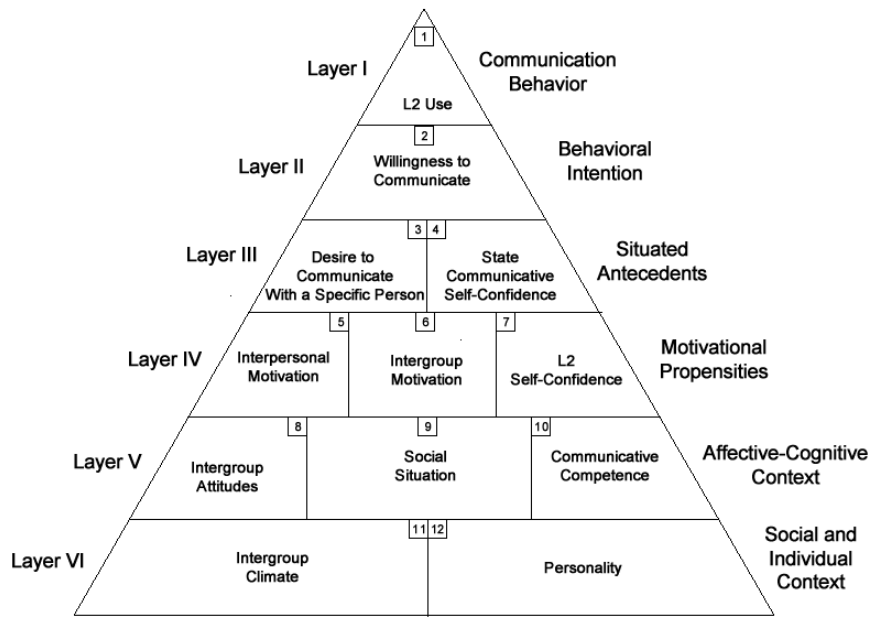 1
Layer I
Communication
Behavior
L2 Use
2
Layer II
Willingness to
Communicate
Behavioral
Intention
3 4
Layer III
Desire to
Communicate
With a Specific Person
State
Communicative
Self-Confidence
Situated
Antecedents
5 6 7
Layer IV
Interpersonal
Motivation
Intergroup
Motivation
L2
Self-Confidence
Motivational
Propensities
8 9 10
Layer V
Intergroup
Attitudes
Social
Situation
Communicative
Competence
Affective-Cognitive
Context
11 12
Layer VI
Intergroup
Climate
Personality
Social and
Individual
Context